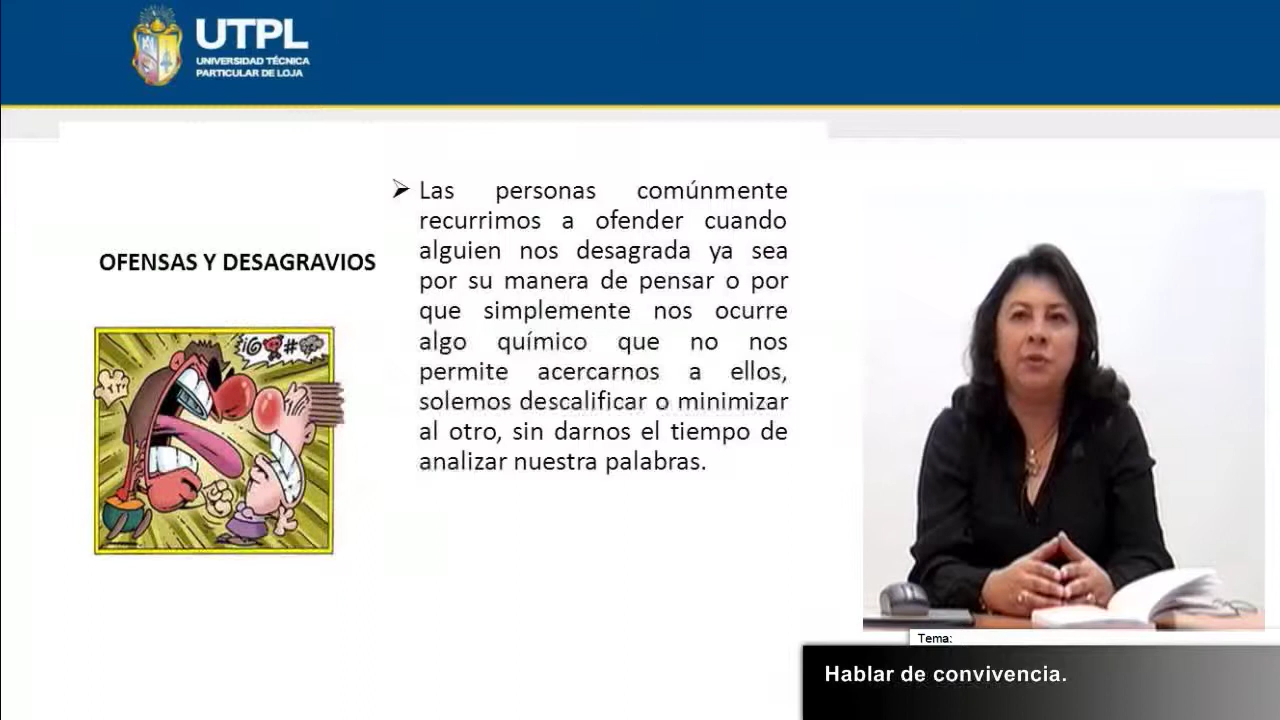 UTPL
UNIVERSIDAD TÉCNICA
PARTICULAR DE LOJA
OFENSAS Y DESAGRAVIOS
➢ Las personas comúnmente
recurrimos a ofender cuando
alguien nos desagrada ya sea
por su manera de pensar o por
que simplemente nos ocurre
algo químico que no nos
permite acercarnos a ellos,
solemos descalificar o minimizar
al otro, sin darnos el tiempo de
analizar nuestra palabras.
Tema:
Hablar de convivencia.